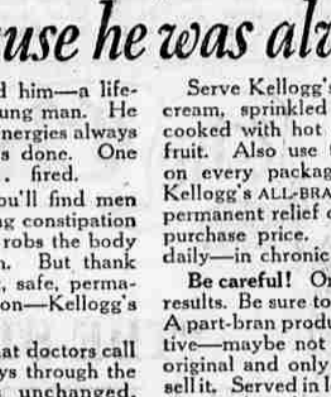 use he was alw
d him—a life-
ung man. He
nergies always
s done. One
. . fired.
ou'll find men
ng constipation
robs the body
n. But thank
, safe, perma-
on—Kellogg's
at doctors call
ys through the
unchanged,
Serve Kellogg's
cream, sprinkled
cooked with hot
fruit. Also use
on every packag
Kellogg's ALL-BRA
permanent relief
purchase price.
daily—in chronic
Be careful! On
results. Be sure to
A part-bran produ
tive—maybe not
original and only
sell it. Served in l